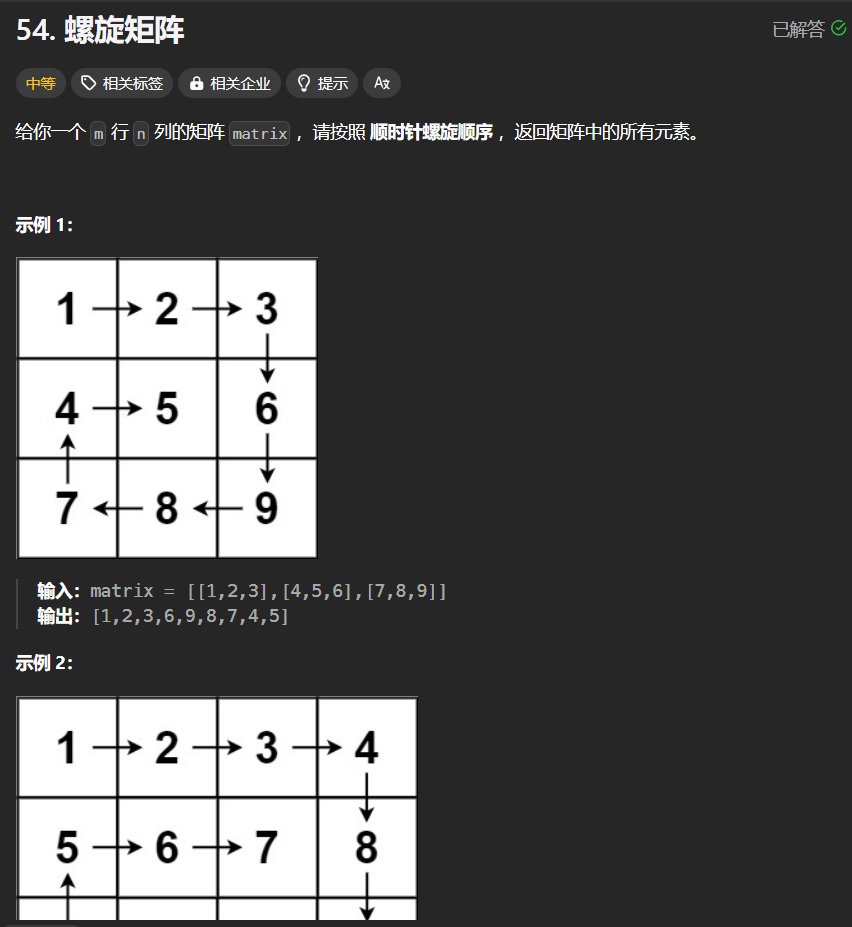 54. 螺旋矩阵
已解答
中等 相关标签 相关企业 提示 Az
给你一个 m 行 n 列的矩阵 matrix ，请按照 顺时针螺旋顺序 ，返回矩阵中的所有元素。
示例 1：
1 2 3
4 5 6
7 8 9
输入：matrix = [[1,2,3],[4,5,6],[7,8,9]]
输出：[1,2,3,6,9,8,7,4,5]
示例 2：
1 2 3 4
5 6 7 8